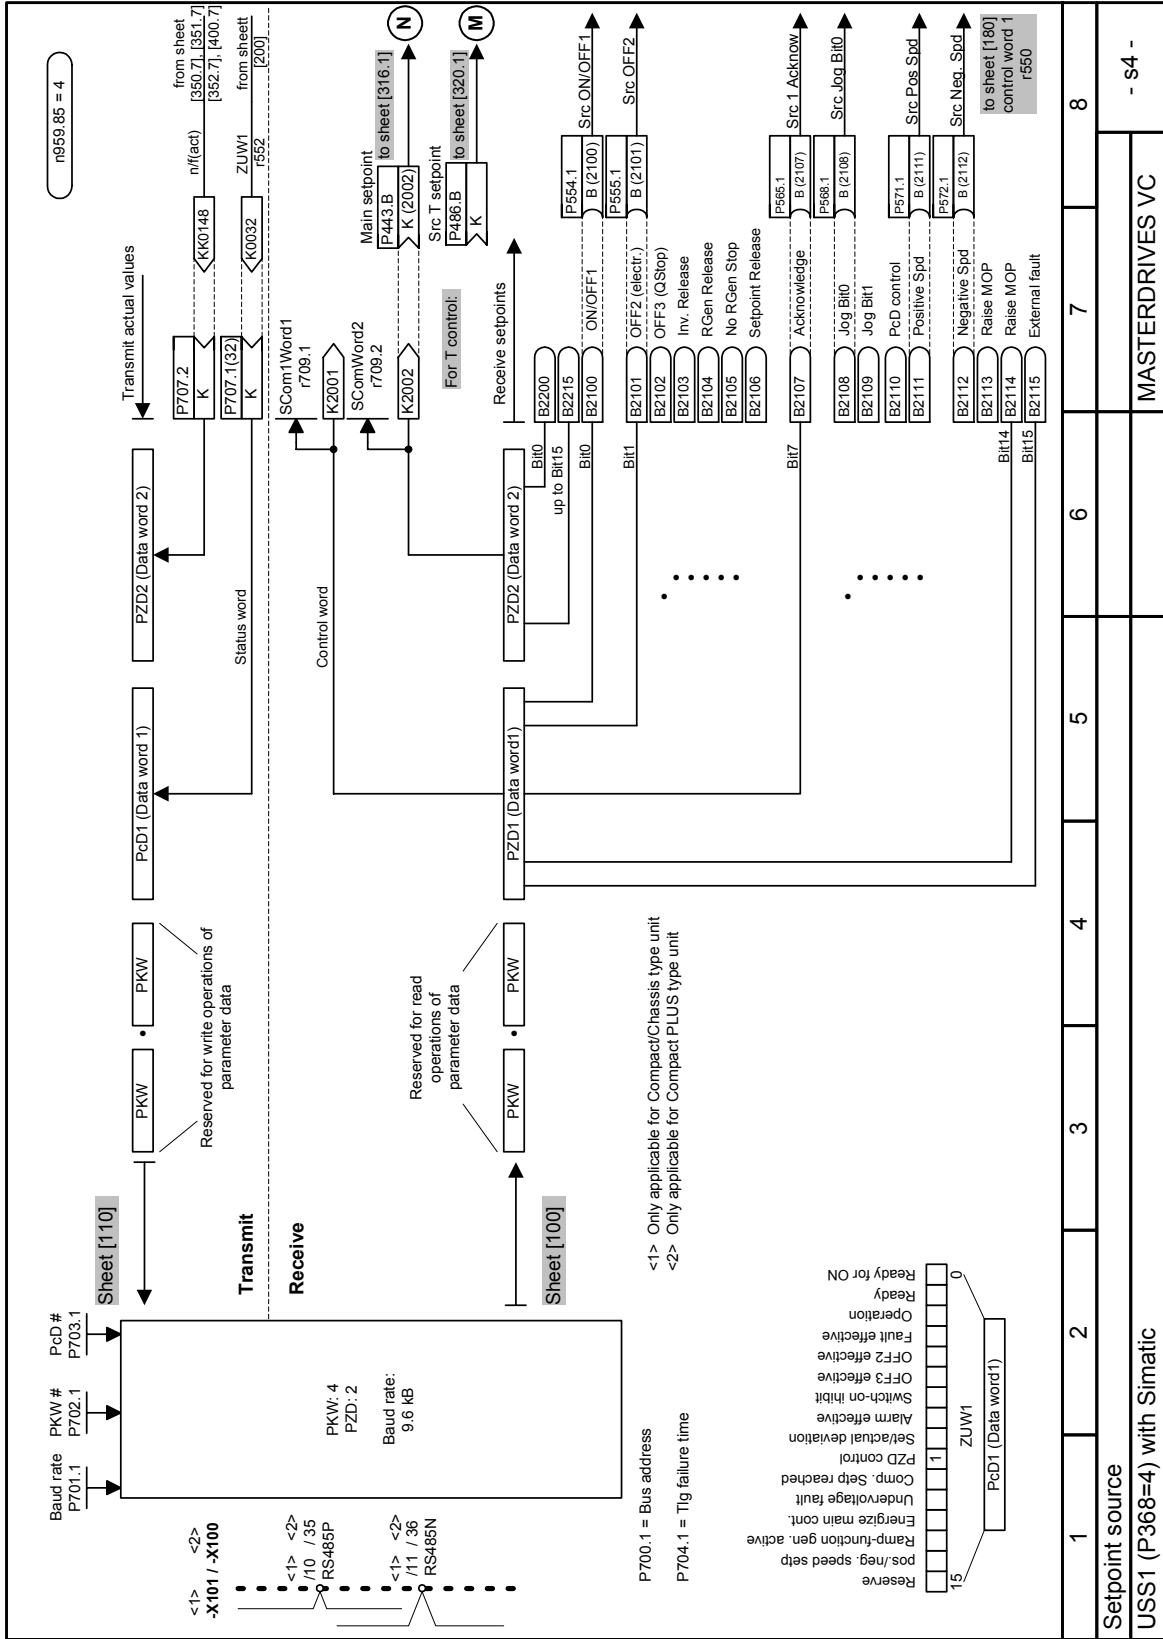 n959.85 = 4
Baud rate
P701.1
PKW #
P702.1
PcD #
P703.1
Sheet [110]
PKW
PKW
PcD1 (Data word 1)
PZD2 (Data word 2)
Transmit actual values
Reserved for write operations of
parameter data
Status word
P707.2
K
KK0148
n/f(act)
from sheet
[350.7], [351.7]
[352.7], [400.7]
P707.1(32)
K
K0032
ZUW1
r552
from sheett
[200]
Transmit
Receive
<1> <2>
-X101 / -X100
<1> <2>
/10 / 35
RS485P
<1> <2>
/11 / 36
RS485N
PKW: 4
PZD: 2
Baud rate:
9.6 kB
Control word
SCom1Word1
r709.1
K2001
SComWord2
r709.2
K2002
Main setpoint
P443.B
K (2002)
to sheet [316.1]
N
For T control:
Src T setpoint
P486.B
K
to sheet [320.1]
M
Sheet [100]
Reserved for read
operations of
parameter data
PKW
PKW
PZD1 (Data word1)
PZD2 (Data word 2)
Receive setpoints
Bit0
B2200
up to Bit15
B2215
Bit0
B2100
ON/OFF1
P554.1
B (2100)
Src ON/OFF1
Bit1
B2101
OFF2 (electr.)
P555.1
B (2101)
Src OFF2
B2102
OFF3 (QStop)
B2103
Inv. Release
B2104
RGen Release
B2105
No RGen Stop
B2106
Setpoint Release
Bit7
B2107
Acknowledge
P565.1
B (2107)
Src 1 Acknow
B2108
Jog Bit0
P568.1
B (2108)
Src Jog Bit0
B2109
Jog Bit1
B2110
PcD control
B2111
Positive Spd
P571.1
B (2111)
Src Pos Spd
B2112
Negative Spd
P572.1
B (2112)
Src Neg. Spd
B2113
Raise MOP
Bit14
B2114
Raise MOP
Bit15
B2115
External fault
to sheet [180]
control word 1
r550
<1> Only applicable for Compact/Chassis type unit
<2> Only applicable for Compact PLUS type unit
P700.1 = Bus address
P704.1 = Tlg failure time
Reserve
pos./neg. speed setp
Ramp-function gen. active
Energize main cont.
Undervoltage fault
Comp. Setp reached
PZD control
Set/actual deviation
Alarm effective
Switch-on inhibit
OFF3 effective
OFF2 effective
Fault effective
Operation
Ready
Ready for ON
1
15
ZUW1
0
PcD1 (Data word1)
1
2
3
4
5
6
7
8
Setpoint source
USS1 (P368=4) with Simatic
MASTERDRIVES VC
- s4 -